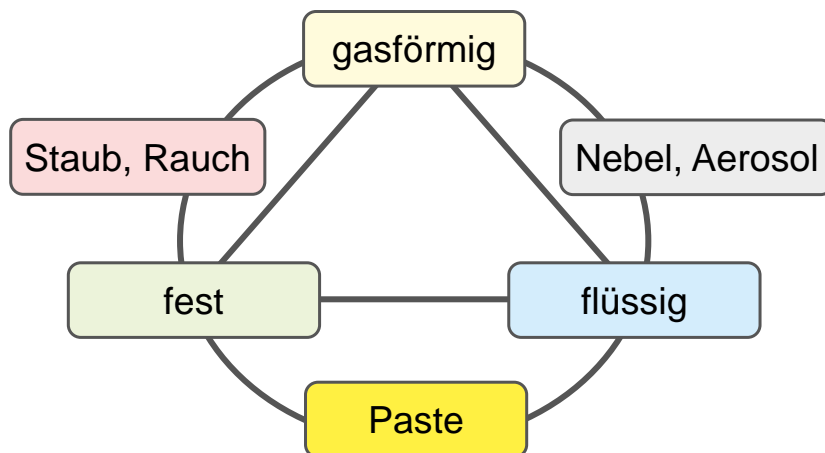 gasförmig
Staub, Rauch
Nebel, Aerosol
fest
flüssig
Paste